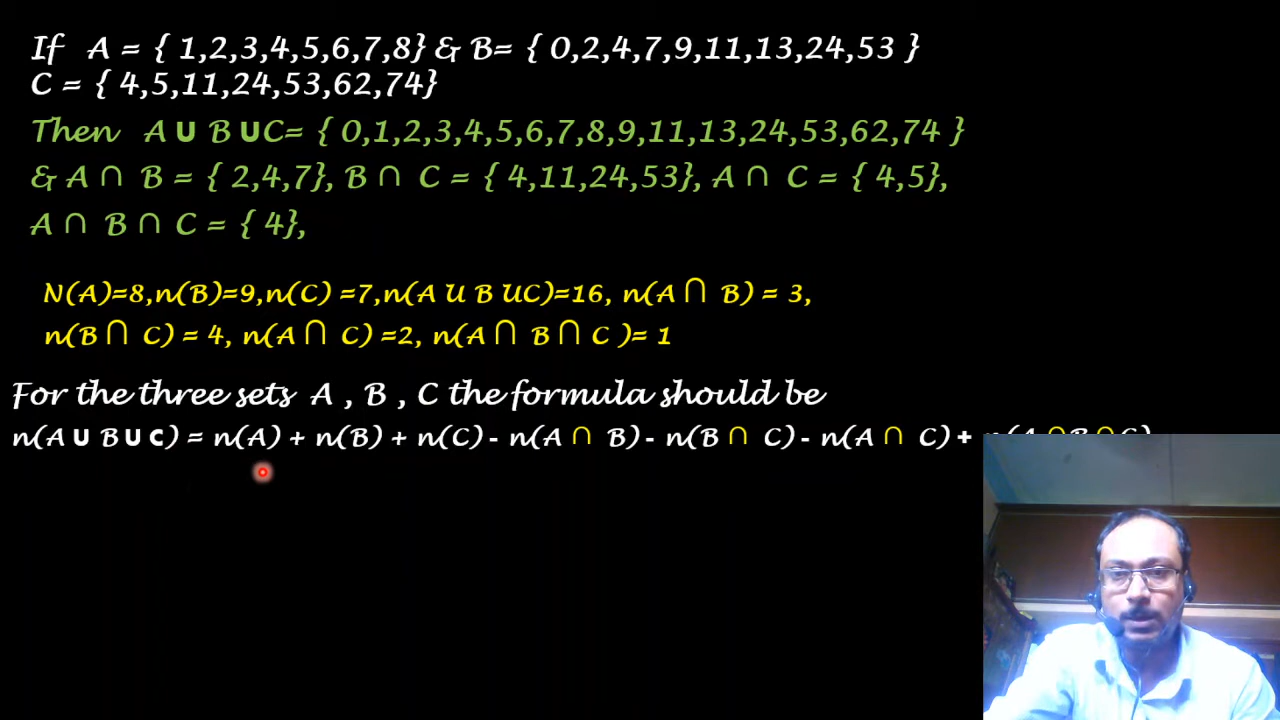 If A = { 1,2,3,4,5,6,7,8} & B= { 0,2,4,7,9,11,13,24,53 }
C = { 4,5,11,24,53,62,74}
Then A ∪ B ∪C= { 0,1,2,3,4,5,6,7,8,9,11,13,24,53,62,74 }
& A ∩ B = { 2,4,7}, B ∩ C = { 4,11,24,53}, A ∩ C = { 4,5},
A ∩ B ∩ C = { 4},
N(A)=8,n(B)=9,n(C) =7,n(A U B UC)=16, n(A ∩ B) = 3,
n(B ∩ C) = 4, n(A ∩ C) =2, n(A ∩ B ∩ C )= 1
For the three sets A , B , C the formula should be
n(A ∪ B ∪ C) = n(A) + n(B) + n(C) - n(A ∩ B) - n(B ∩ C) - n(A ∩ C) + n(A ∩B ∩C)